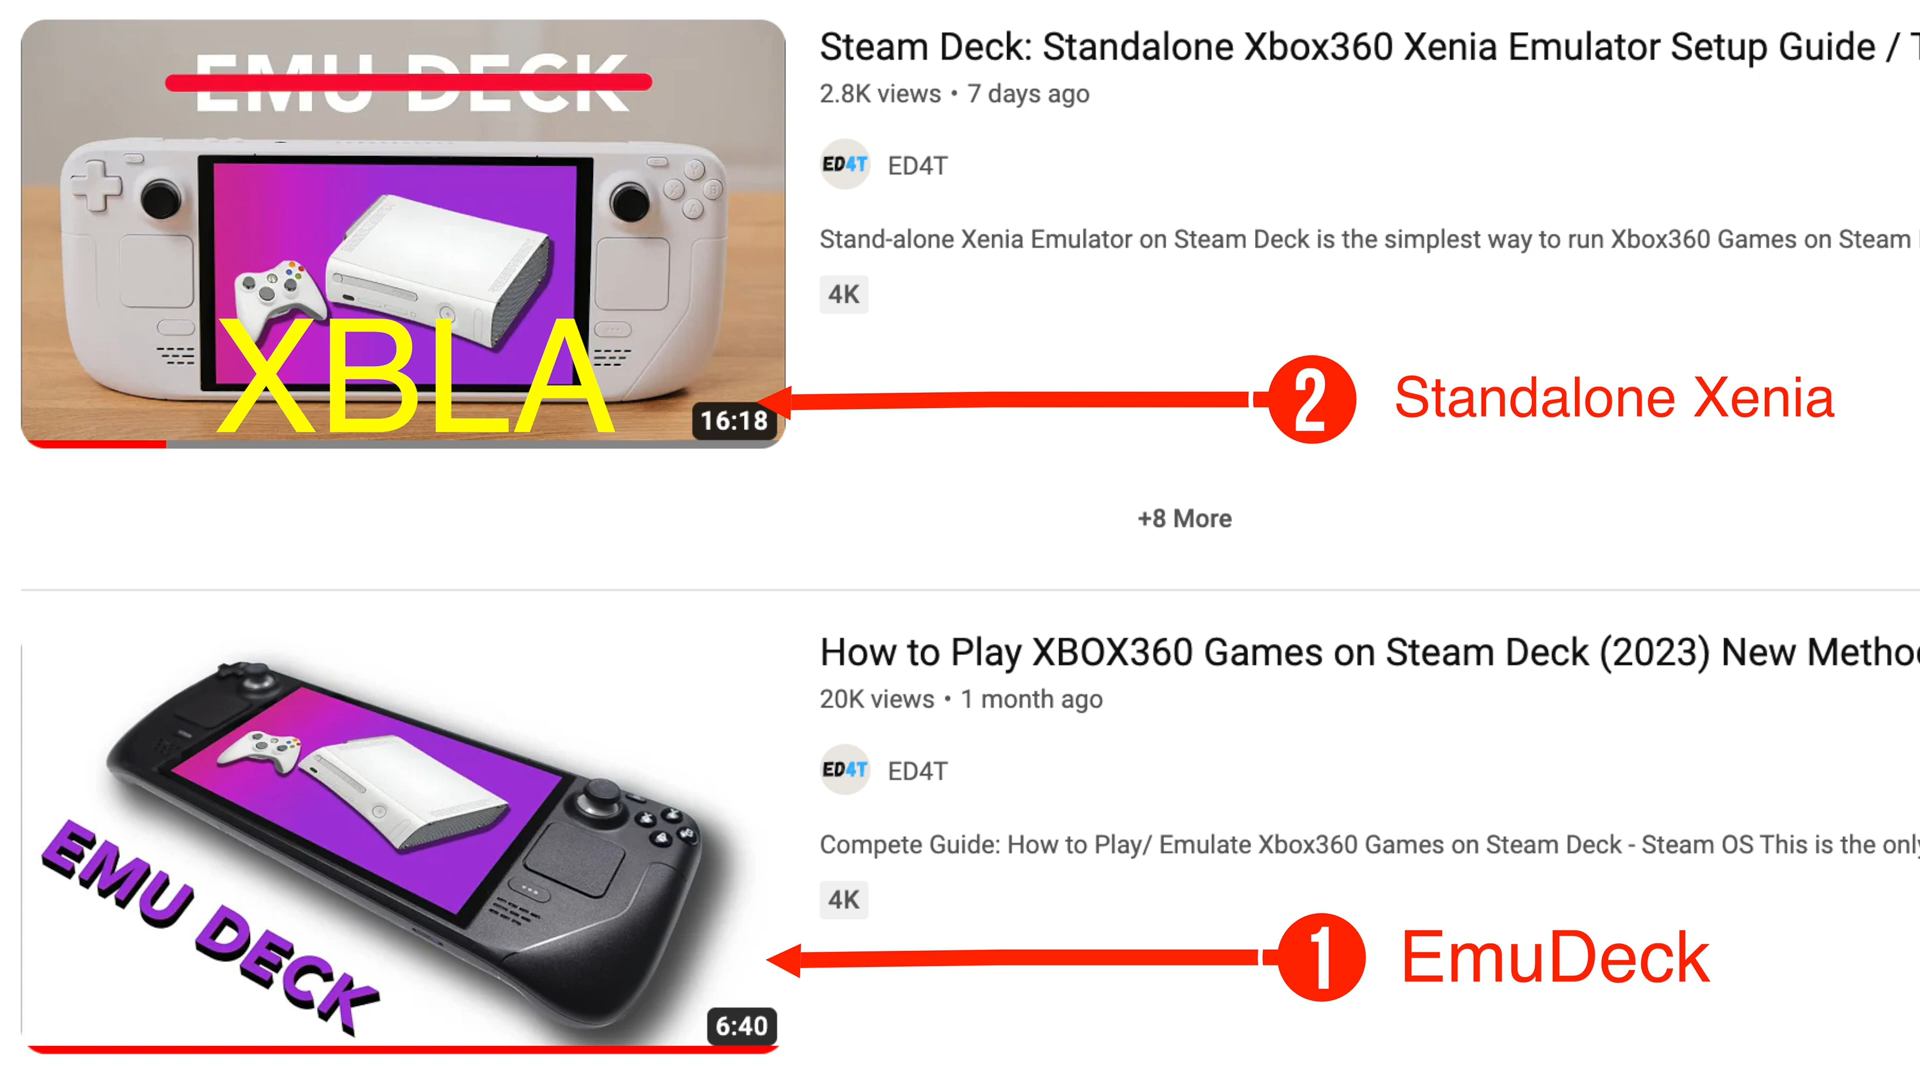 EMU DECK
XBLA
16:18
Steam Deck: Standalone Xbox360 Xenia Emulator Setup Guide /
2.8K views • 7 days ago
ED4T ED4T
Stand-alone Xenia Emulator on Steam Deck is the simplest way to run Xbox360 Games on Steam
4K
2 Standalone Xenia
+8 More
EMU DECK
6:40
How to Play XBOX360 Games on Steam Deck (2023) New
20K views • 1 month ago
ED4T ED4T
Compete Guide: How to Play/ Emulate Xbox360 Games on Steam Deck - Steam OS This is the only
4K
1 EmuDeck